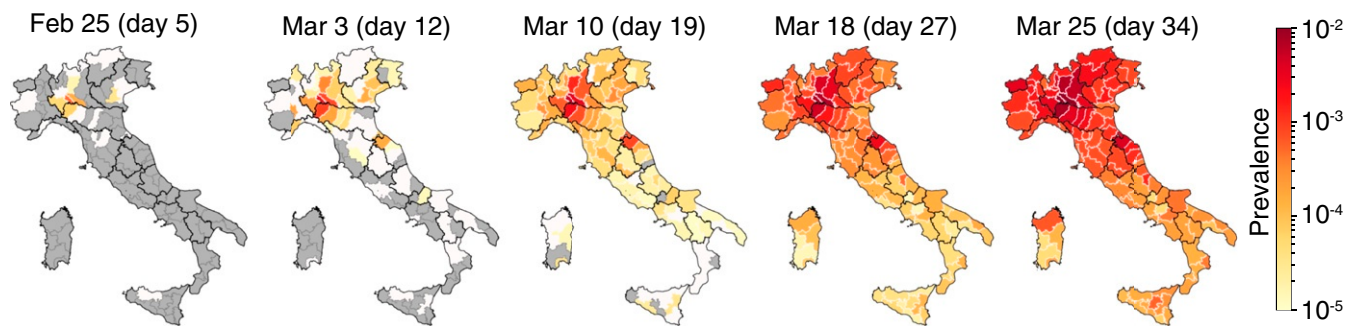 Feb 25 (day 5)
Mar 3 (day 12)
Mar 10 (day 19)
Mar 18 (day 27)
Mar 25 (day 34)
10-2
10-3
10-4
10-5
Prevalence